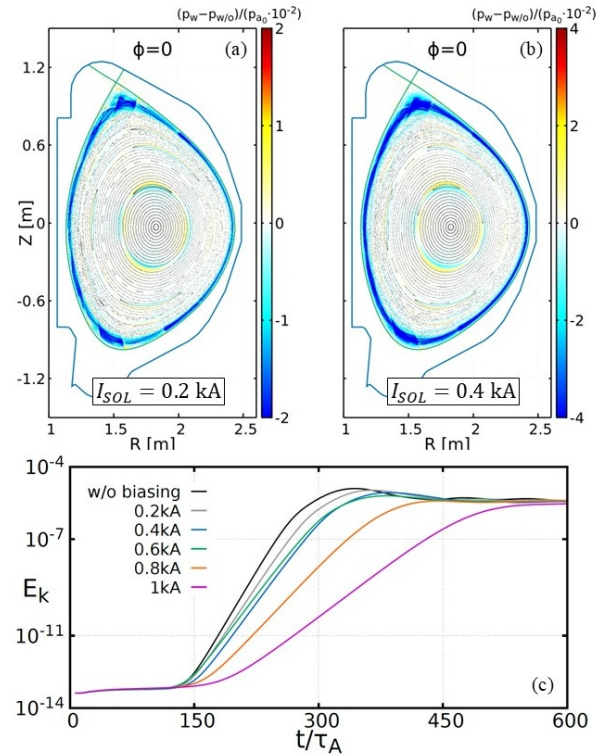 (p_w−p_w/o)/(p_a0·10^-2) (p_w−p_w/o)/(p_a0·10^-2)
ϕ=0 (a) 2 ϕ=0 (b) 4
1.2
0.6 1 2
Z [m] 0 0 0
-0.6 -1 -2
-1.2
I_SOL = 0.2 kA -2 I_SOL = 0.4 kA -4
1 1.5 2 2.5 1 1.5 2 2.5
R [m] R [m]
10^-4
w/o biasing
0.2kA
0.4kA
10^-7
0.6kA
0.8kA
E_k 1kA
10^-11
(c)
10^-14
0 150 300 450 600
t/τ_A